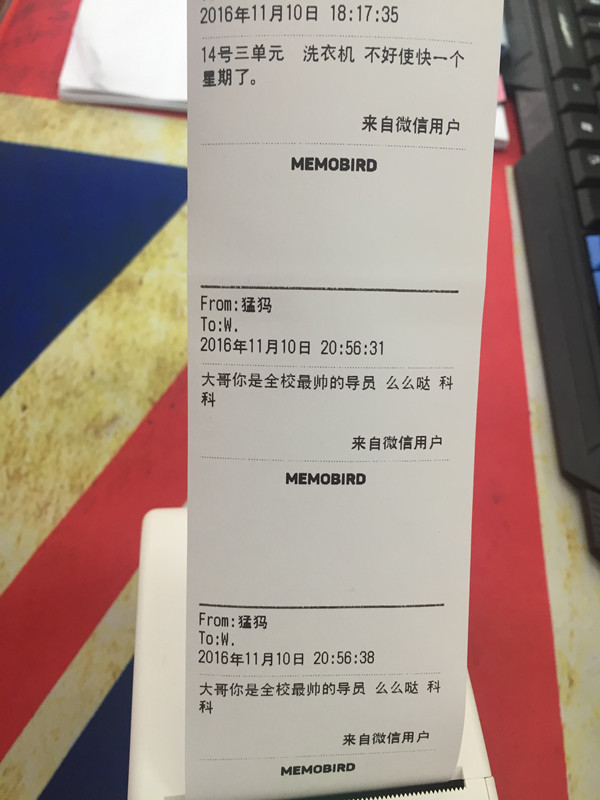 2016年11月10日 18:17:35
14号三单元 洗衣机 不好使快一个
星期了。
来自微信用户
MEMOBIRD
From:猛犸
To:W.
2016年11月10日 20:56:31
大哥你是全校最帅的导员 么么哒 科
科
来自微信用户
MEMOBIRD
From:猛犸
To:W.
2016年11月10日 20:56:38
大哥你是全校最帅的导员 么么哒 科
科
来自微信用户
MEMOBIRD